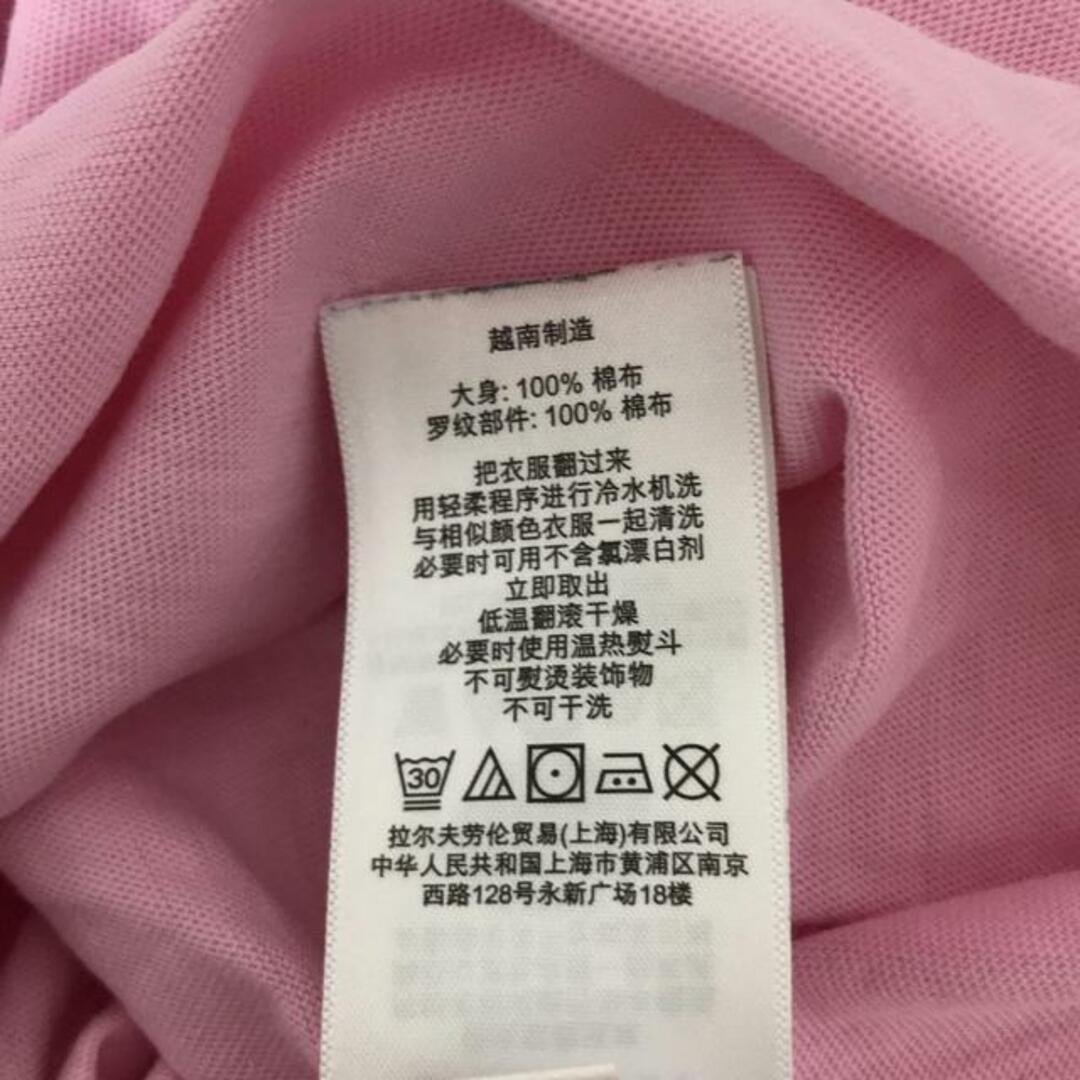 越南制造
大身: 100% 棉布
罗纹部件: 100% 棉布
把衣服翻过来
用轻柔程序进行冷水机洗
与相似颜色衣服一起清洗
必要时可用不含氯漂白剂
立即取出
低温翻滚干燥
必要时使用温热熨斗
不可熨烫装饰物
不可干洗
30
拉尔夫劳伦贸易(上海)有限公司
中华人民共和国上海市黄浦区南京
西路128号永新广场18楼